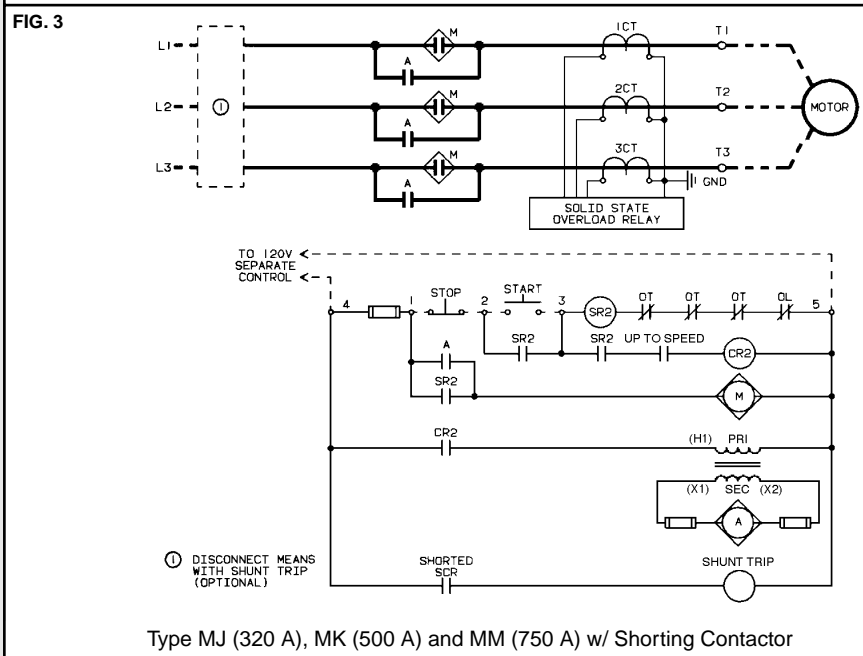 FIG. 3
L1
M
1CT
T1
A
L2
1
M
2CT
T2
MOTOR
A
L3
M
3CT
T3
A
GND
SOLID STATE
OVERLOAD RELAY
TO 120V
SEPARATE
CONTROL
4
1
STOP
2
START
3
SR2
OT
OT
OT
OL
5
A
SR2
SR2
UP TO SPEED
CR2
SR2
M
CR2
(H1) PRI
(X1) SEC (X2)
A
1 DISCONNECT MEANS
WITH SHUNT TRIP
(OPTIONAL)
SHORTED
SCR
SHUNT TRIP
Type MJ (320 A), MK (500 A) and MM (750 A) w/ Shorting Contactor